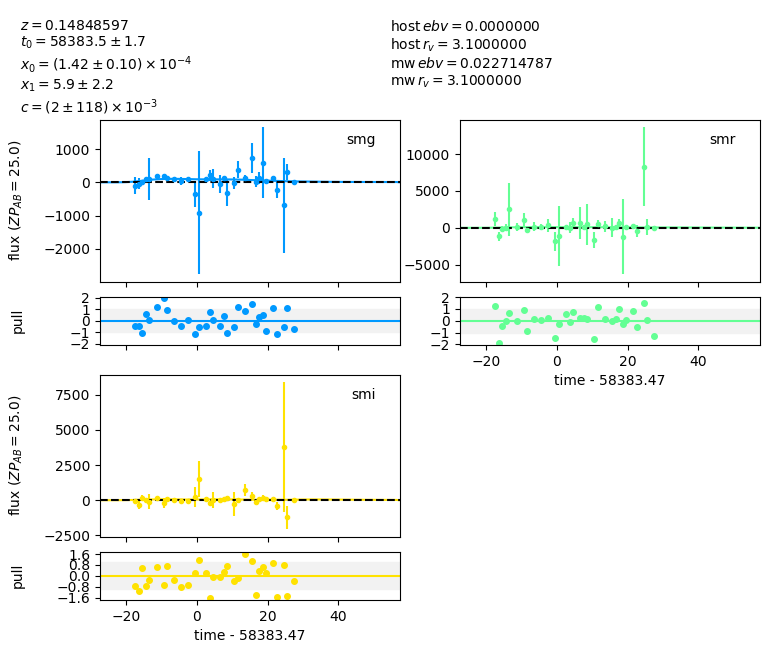 z = 0.14848597
t₀ = 58383.5 ± 1.7
x₀ = (1.42 ± 0.10) × 10⁻⁴
x₁ = 5.9 ± 2.2
c = (2 ± 118) × 10⁻³
host ebv = 0.0000000
host r_v = 3.1000000
mw ebv = 0.022714787
mw r_v = 3.1000000
smg
flux (ZP_AB = 25.0)
1000
0
−1000
−2000
smr
10000
5000
0
−5000
pull
2
1
0
−1
−2
2
1
0
−1
−2
−20 0 20 40
time - 58383.47
smi
flux (ZP_AB = 25.0)
7500
5000
2500
0
−2500
pull
1.6
0.8
0.0
−0.8
−1.6
−20 0 20 40
time - 58383.47